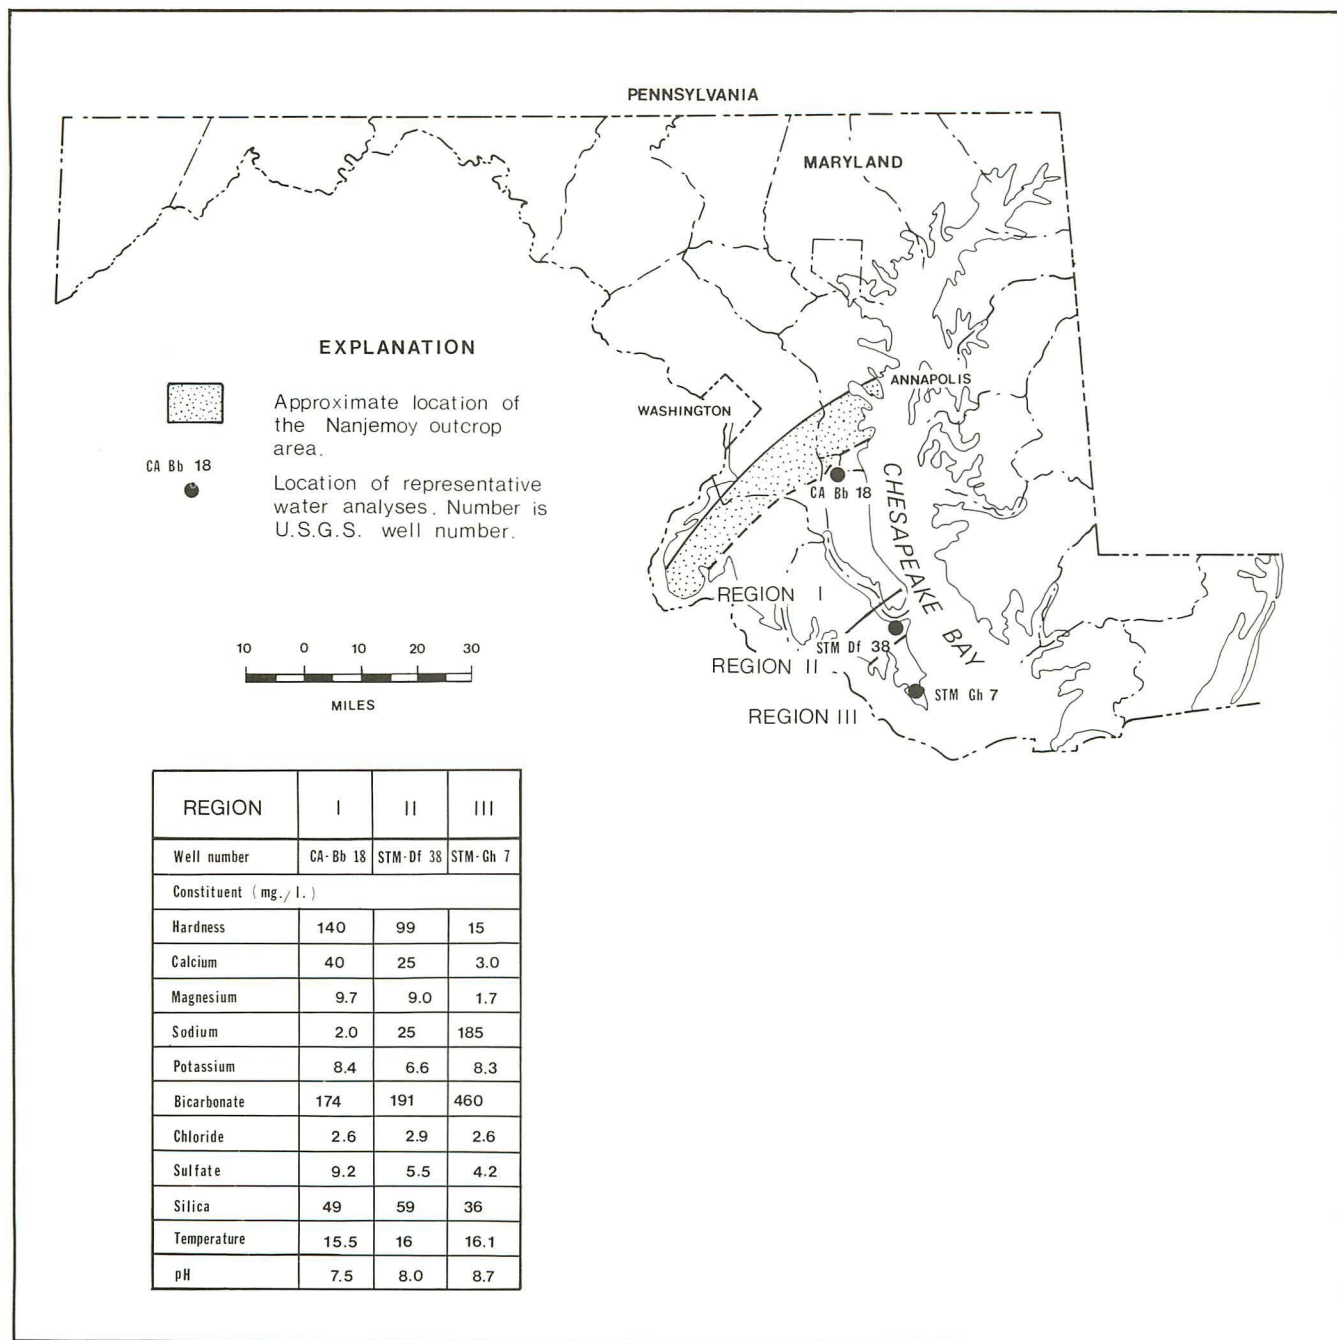 PENNSYLVANIA
MARYLAND
EXPLANATION
Approximate location of
the Nanjemoy outcrop
area.
CA Bb 18
Location of representative
water analyses. Number is
U.S.G.S. well number.
ANNAPOLIS
WASHINGTON
CA Bb 18
CHESAPEAKE BAY
REGION I
STM Df 38
REGION II
STM Gh 7
REGION III
10 0 10 20 30
MILES
REGION I II III
Well number CA-Bb 18 STM-Df 38 STM-Gh 7
Constituent (mg./l.)
Hardness 140 99 15
Calcium 40 25 3.0
Magnesium 9.7 9.0 1.7
Sodium 2.0 25 185
Potassium 8.4 6.6 8.3
Bicarbonate 174 191 460
Chloride 2.6 2.9 2.6
Sulfate 9.2 5.5 4.2
Silica 49 59 36
Temperature 15.5 16 16.1
pH 7.5 8.0 8.7